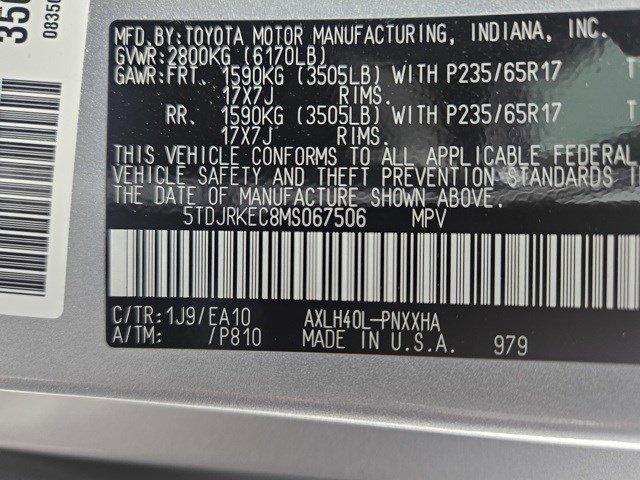 MFD.BY:TOYOTA MOTOR MANUFACTURING, INDIANA, INC.
GVWR:2800KG (6170LB)
GAWR:FRT. 1590KG (3505LB) WITH P235/65R17 T
17X7J RIMS.
RR. 1590KG (3505LB) WITH P235/65R17 T
17X7J RIMS.
THIS VEHICLE CONFORMS TO ALL APPLICABLE FEDERAL
VEHICLE SAFETY AND THEFT PREVENTION STANDARDS
THE DATE OF MANUFACTURE SHOWN ABOVE.
5TDJRKEC8MS067506 MPV
C/TR:1J9/EA10 AXLH40L-PNXXHA
A/TM: /P810 MADE IN U.S.A. 979